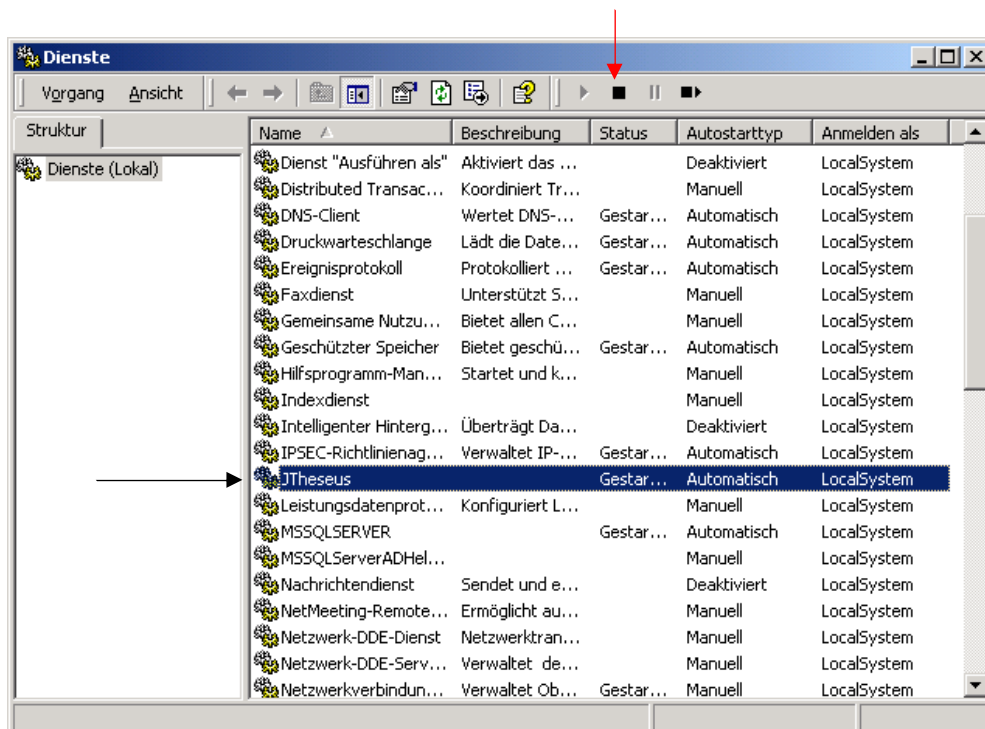 Dienste
Vorgang Ansicht
Struktur
Dienste (Lokal)
Name Beschreibung Status Autostarttyp Anmelden als
Dienst "Ausführen als" Aktiviert das ... Deaktiviert LocalSystem
Distributed Transac... Koordiniert Tr... Manuell LocalSystem
DNS-Client Wertet DNS-... Gestar... Automatisch LocalSystem
Druckwarteschlange Lädt die Date... Gestar... Automatisch LocalSystem
Ereignisprotokoll Protokolliert ... Gestar... Automatisch LocalSystem
Faxdienst Unterstützt S... Manuell LocalSystem
Gemeinsame Nutzu... Bietet allen C... Manuell LocalSystem
Geschützter Speicher Bietet geschü... Gestar... Automatisch LocalSystem
Hilfsprogramm-Man... Startet und k... Manuell LocalSystem
Indexdienst Manuell LocalSystem
Intelligenter Hinterg... Überträgt Da... Deaktiviert LocalSystem
IPSEC-Richtlinienag... Verwaltet IP-... Gestar... Automatisch LocalSystem
JTheseus Gestar... Automatisch LocalSystem
Leistungsdatenprot... Konfiguriert L... Manuell LocalSystem
MSSQLSERVER Gestar... Automatisch LocalSystem
MSSQLServerADHel... Manuell LocalSystem
Nachrichtendienst Sendet und e... Deaktiviert LocalSystem
NetMeeting-Remote... Ermöglicht au... Manuell LocalSystem
Netzwerk-DDE-Dienst Netzwerktran... Manuell LocalSystem
Netzwerk-DDE-Serv... Verwaltet de... Manuell LocalSystem
Netzwerkverbindun... Verwaltet Ob... Gestar... Manuell LocalSystem